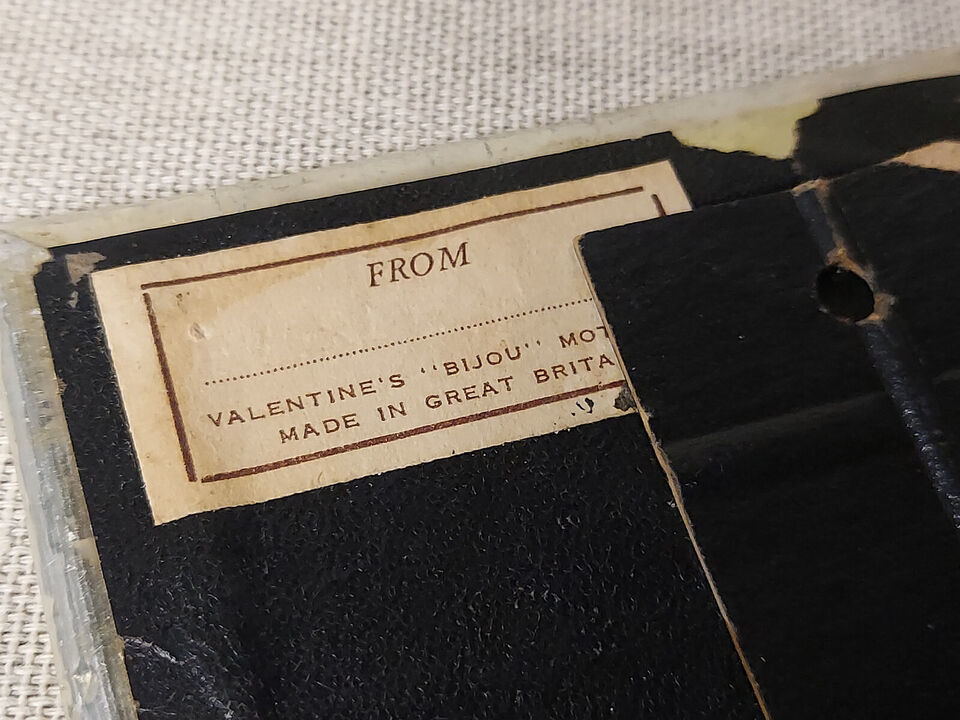 FROM
VALENTINE'S "BIJOU" MOT
MADE IN GREAT BRITA